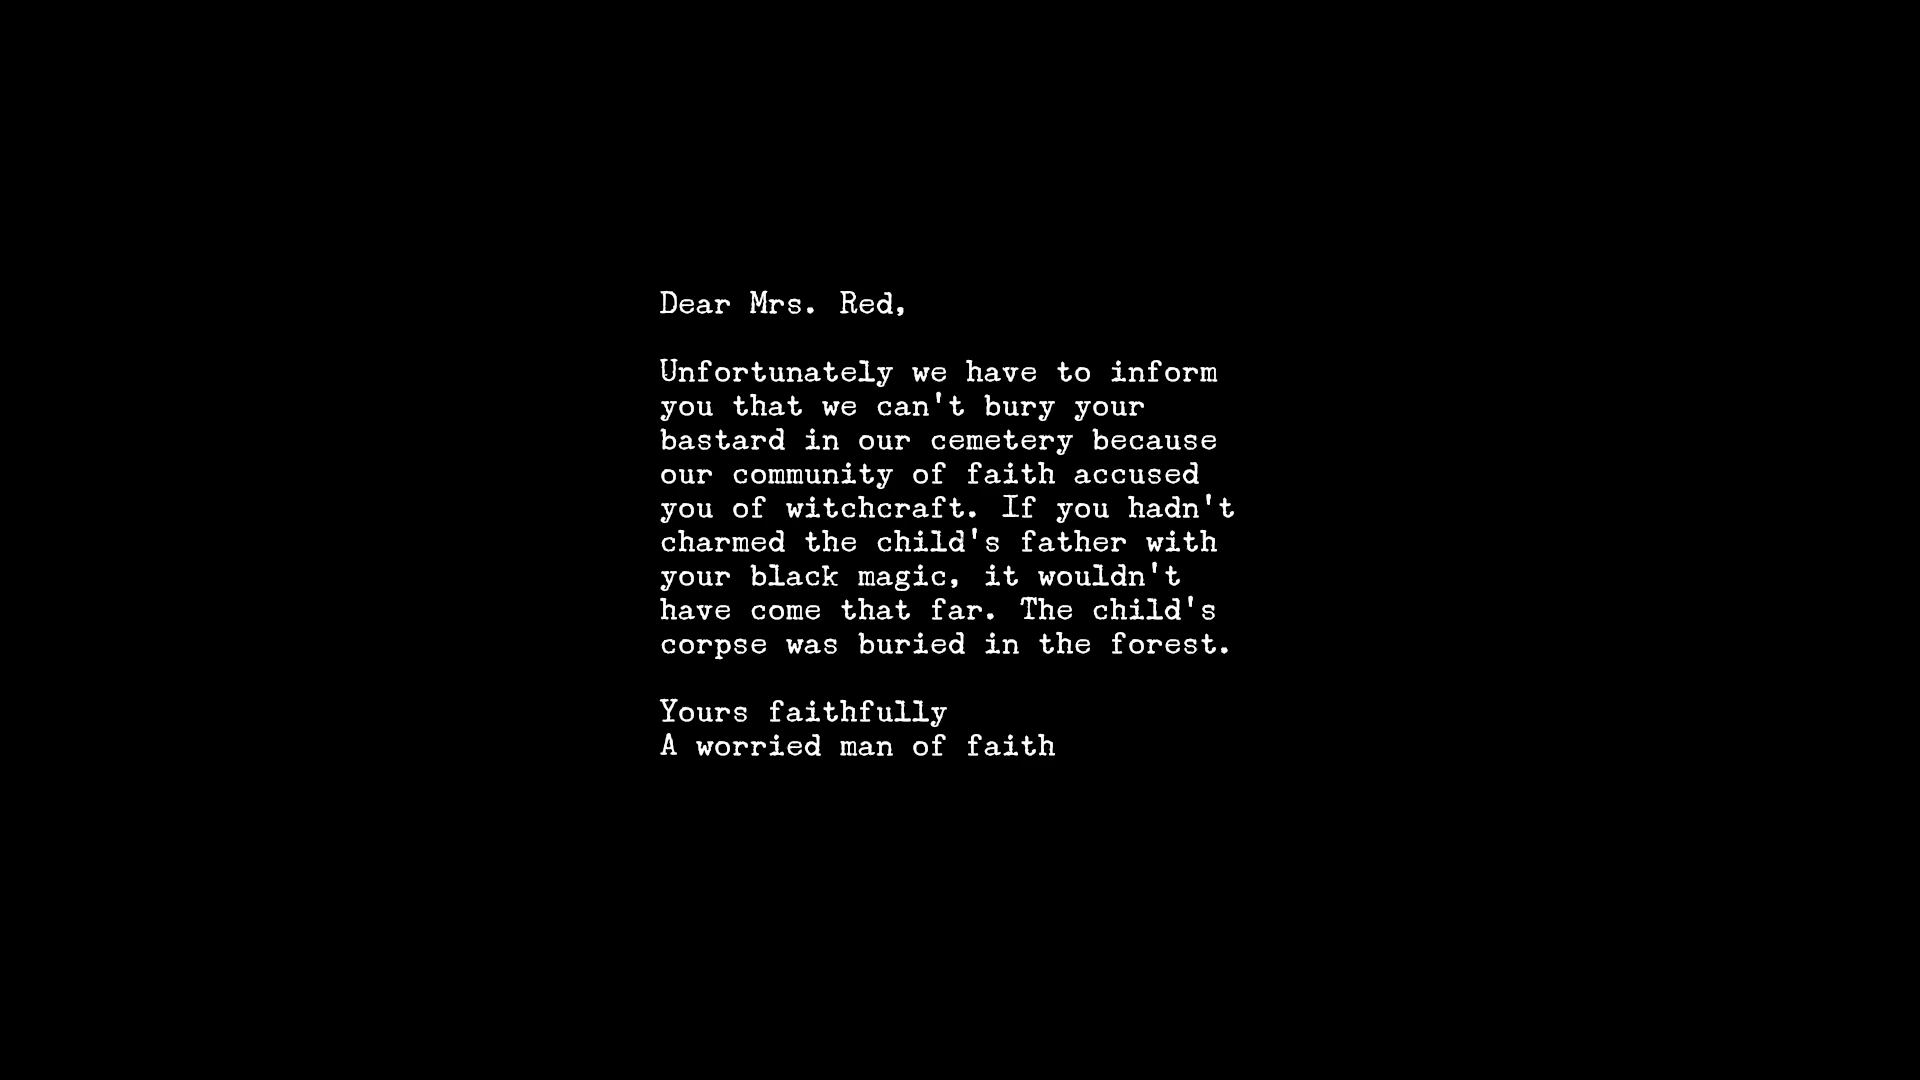 Dear Mrs. Red,
Unfortunately we have to inform
you that we can't bury your
bastard in our cemetery because
our community of faith accused
you of witchcraft. If you hadn't
charmed the child's father with
your black magic, it wouldn't
have come that far. The child's
corpse was buried in the forest.
Yours faithfully
A worried man of faith